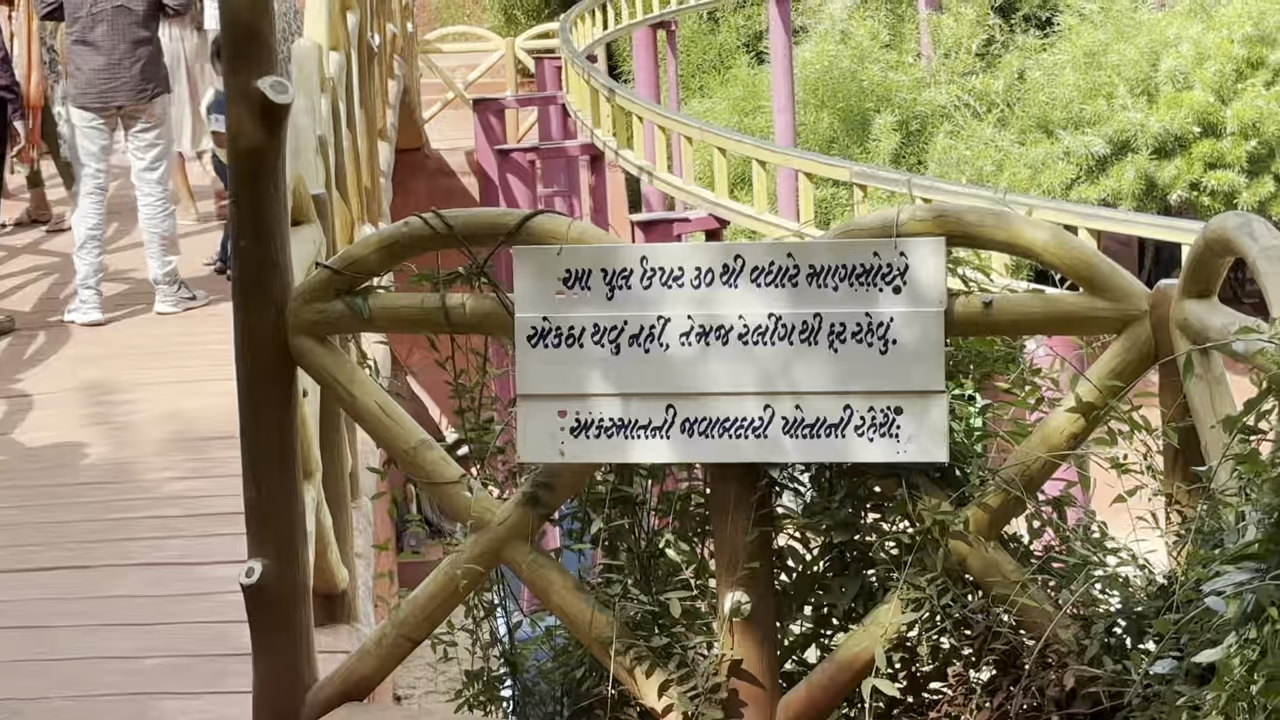 આ પુલ ઉપર ૩૦ થી વધારે માણસોએ
એકઠા થવું નહીં, તેમજ રેલીંગ થી દૂર રહેવું.
અકસ્માતની જવાબદારી પોતાની રહેશે.